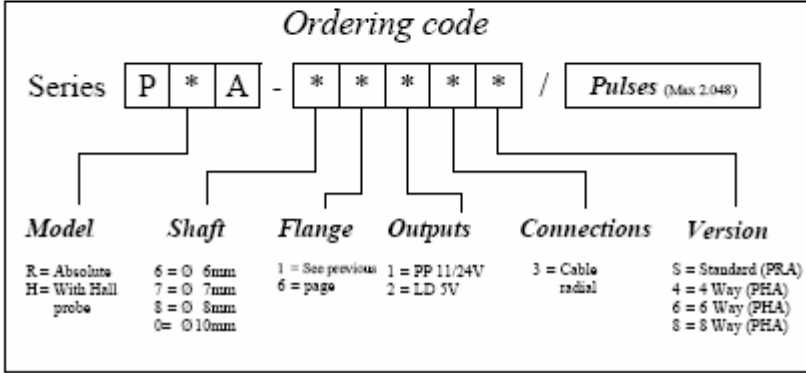 Ordering code
Series P * A - * * * * * / Pulses (Max 2.048)
Model
R = Absolute
H= With Hall
probe
Shaft
6 = O 6mm
7 = O 7mm
8 = O 8mm
0= O 10mm
Flange
1 = See previous
6 = page
Outputs
1 = PP 11/24V
2 = LD 5V
Connections
3 = Cable
radial
Version
S = Standard (PRA)
4 = 4 Way (PHA)
6 = 6 Way (PHA)
8 = 8 Way (PHA)